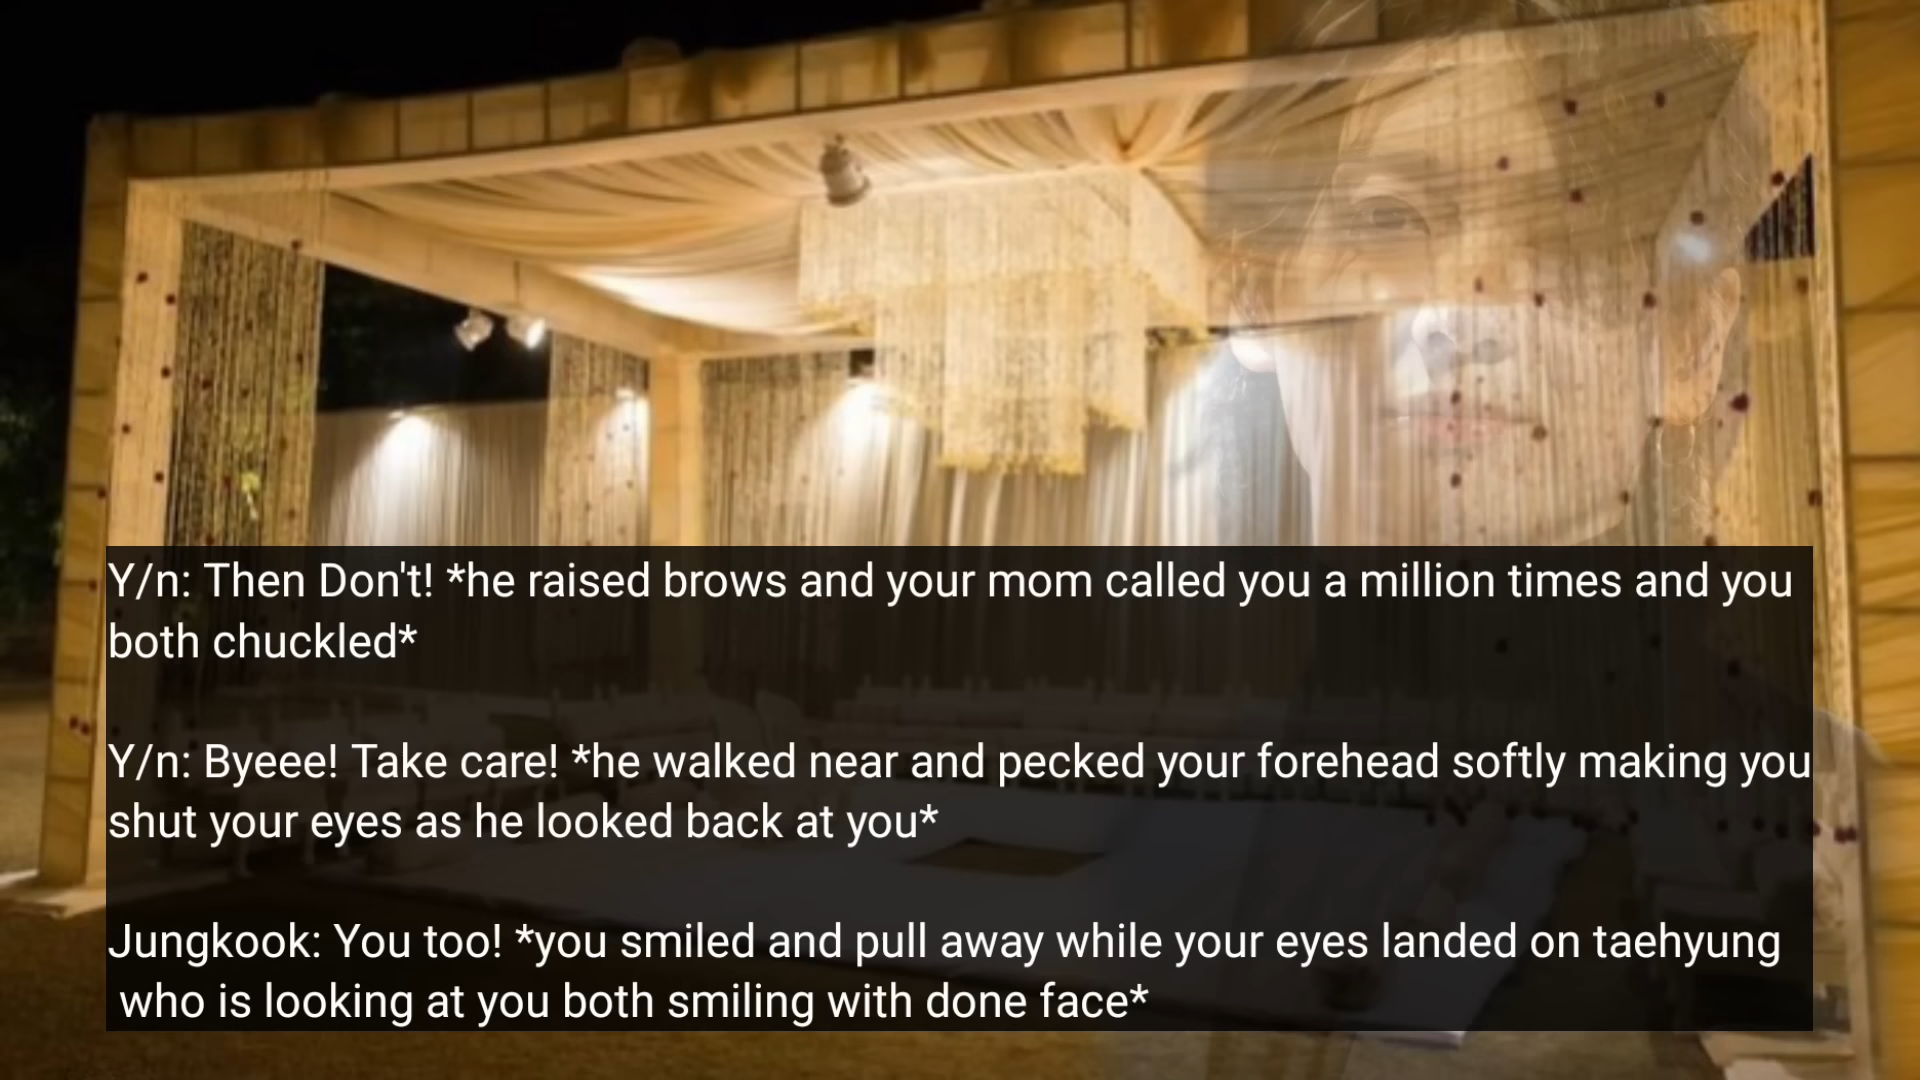 Y/n: Then Don't! *he raised brows and your mom called you a million times and you
both chuckled*
Y/n: Byeee! Take care! *he walked near and pecked your forehead softly making you
shut your eyes as he looked back at you*
Jungkook: You too! *you smiled and pull away while your eyes landed on taehyung
who is looking at you both smiling with done face*